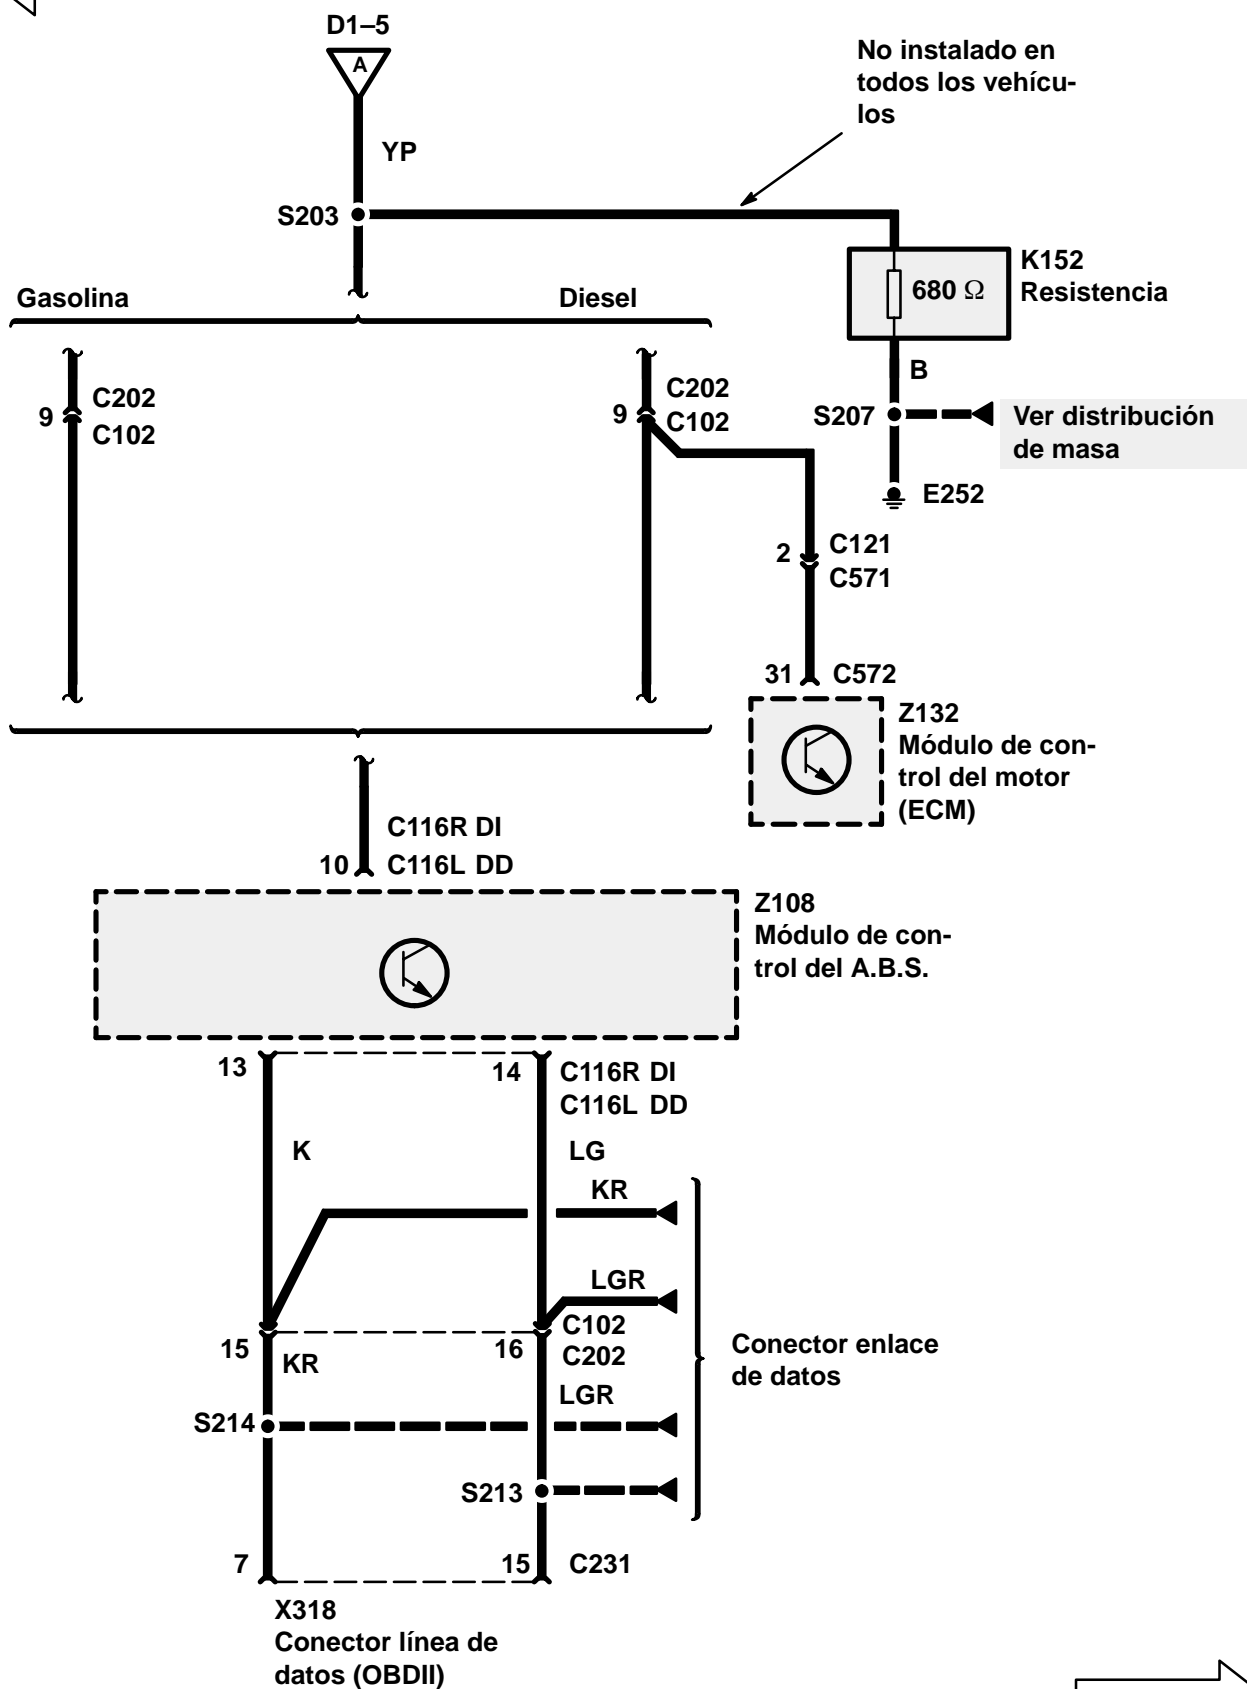 D1–5
A
No instalado en
todos los vehícu-
los
YP
S203
K152
Resistencia
680 Ω
Gasolina
Diesel
B
9
C202
C102
9
C202
C102
S207
Ver distribución
de masa
E252
2
C121
C571
31
C572
Z132
Módulo de con-
trol del motor
(ECM)
C116R DI
10
C116L DD
Z108
Módulo de con-
trol del A.B.S.
13
14
C116R DI
C116L DD
K
LG
KR
LGR
C102
15
KR
16
C202
Conector enlace
de datos
LGR
S214
S213
7
15
C231
X318
Conector línea de
datos (OBDII)